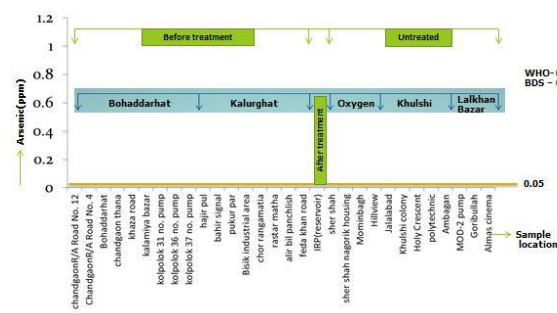 1.2
1
0.8
0.6
0.4
0.2
0
Arsenic(ppm)
Before treatment
Untreated
WHO-
BDS –
Bohaddarhat
Kalurghat
After treatment
Oxygen
Khulshi
Lalkhan
Bazar
0.05
chandgaonR/A Road No. 12
ChandgaonR/A Road No. 4
Bohaddarhat
chandgaon thana
khaza road
kalamiya bazar
kolpolok 31 no. pump
kolpolok 36 no. pump
kolpolok 37 no. pump
hajir pul
bahir signal
pukur par
Bisik industrial area
chor rangamatia
rastar matha
alir bil panchlish
feda khan road
IRP(reservoir)
sher shah
sher shah nagorik housing
Mominbagh
Hillview
Jalalabad
Khulshi colony
Holy Crescent
polytechnic
Ambagan
MOD-2 pump
Goribullah
Almas cinema
Sample
location